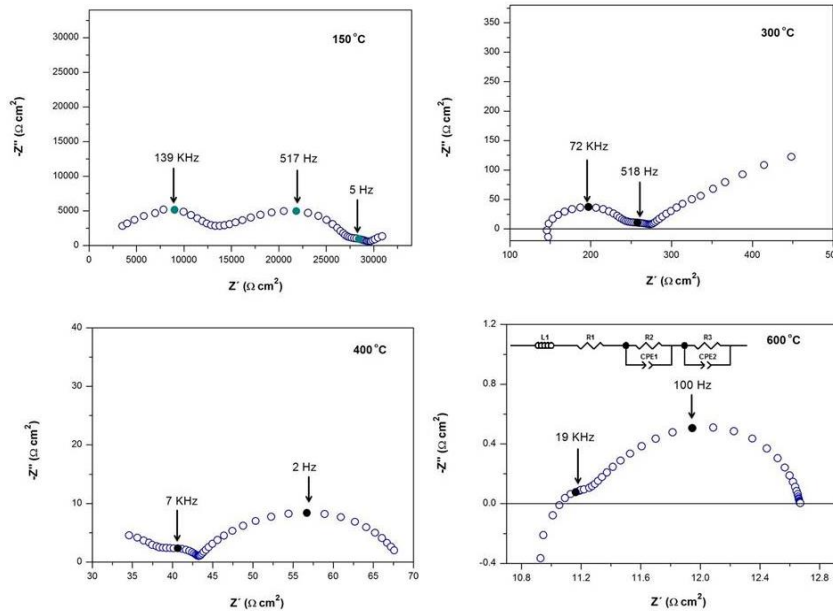 150°C
30000
25000
20000
15000
10000
5000
0
-Z'' (Ω cm²)
139 KHz
517 Hz
5 Hz
0 5000 10000 15000 20000 25000 30000
Z´ (Ω cm²)
300°C
350
300
250
200
150
100
50
0
-Z'' (Ω cm²)
72 KHz
518 Hz
100 200 300 400 500
Z´ (Ω cm²)
400°C
40
30
20
10
0
-Z'' (Ω cm²)
7 KHz
2 Hz
30 35 40 45 50 55 60 65 70
Z´ (Ω cm²)
600°C
1.2
0.8
0.4
0.0
-0.4
-Z'' (Ω cm²)
L1 R1 R2 R3
CPE1 CPE2
100 Hz
19 KHz
10.8 11.2 11.6 12.0 12.4 12.8
Z´ (Ω cm²)